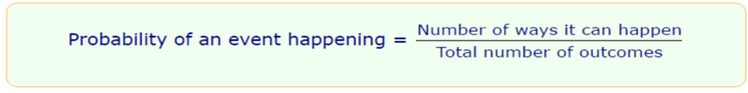 Probability of an event happening = Number of ways it can happen
Total number of outcomes